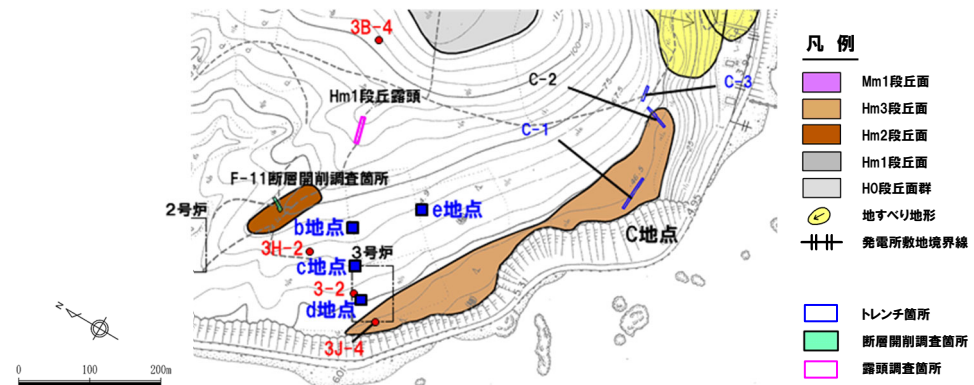 3B-4
C-2
C-3
Hm1段丘露頭
C-1
F-11断層開削調査箇所
2号炉
e地点
b地点
C地点
3H-2
3号炉
c地点
3-2
d地点
3J-4
N
0 100 200m
凡 例
Mm1段丘面
Hm3段丘面
Hm2段丘面
Hm1段丘面
H0段丘面群
地すべり地形
発電所敷地境界線
トレンチ箇所
断層開削調査箇所
露頭調査箇所